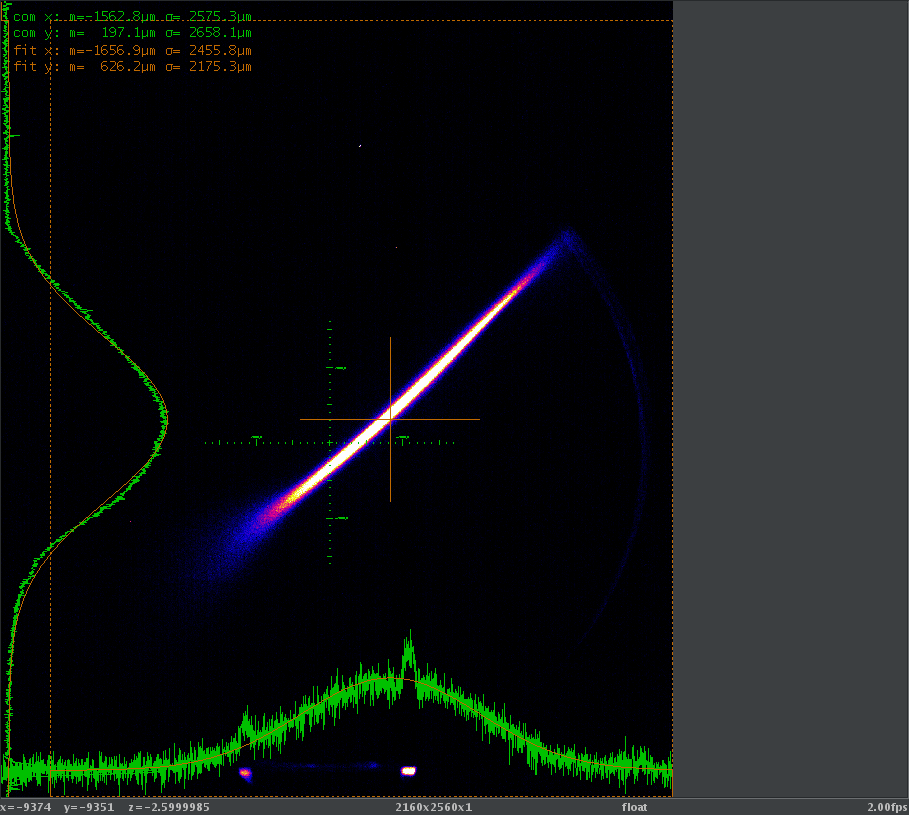 com x: m=-1562.8µm σ= 2575.3µm
com y: m=  197.1µm σ= 2658.1µm
fit x: m=-1656.9µm σ= 2455.8µm
fit y: m=  626.2µm σ= 2175.3µm
x=-9374 y=-9351 z=-2.5999985 2160x2560x1 float 2.00fps